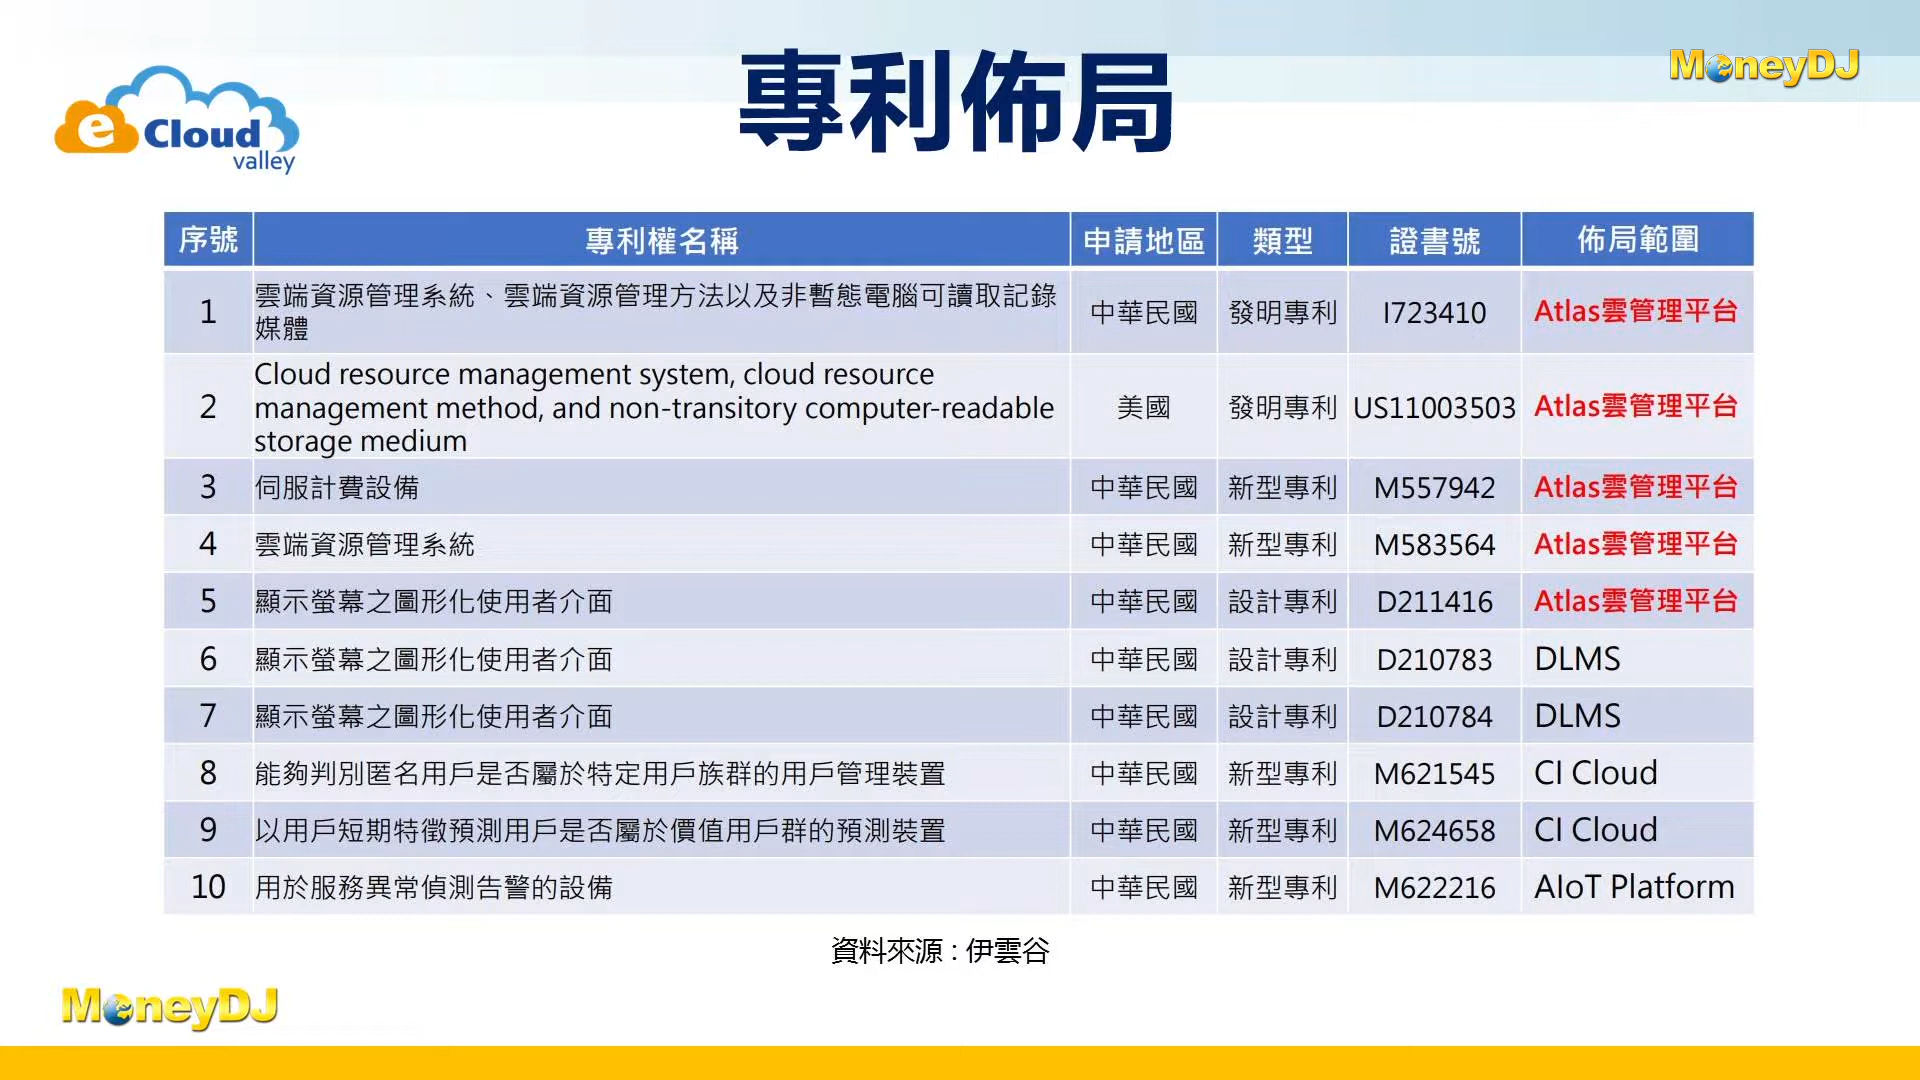 專利佈局
MoneyDJ
e Cloud
valley
序號 專利權名稱 申請地區 類型 證書號 佈局範圍
1 雲端資源管理系統、雲端資源管理方法以及非暫態電腦可讀取記錄
媒體 中華民國 發明專利 I723410 Atlas雲管理平台
2 Cloud resource management system, cloud resource
management method, and non-transitory computer-readable
storage medium 美國 發明專利 US11003503 Atlas雲管理平台
3 伺服計費設備 中華民國 新型專利 M557942 Atlas雲管理平台
4 雲端資源管理系統 中華民國 新型專利 M583564 Atlas雲管理平台
5 顯示螢幕之圖形化使用者介面 中華民國 設計專利 D211416 Atlas雲管理平台
6 顯示螢幕之圖形化使用者介面 中華民國 設計專利 D210783 DLMS
7 顯示螢幕之圖形化使用者介面 中華民國 設計專利 D210784 DLMS
8 能夠判別匿名用戶是否屬於特定用戶族群的用戶管理裝置 中華民國 新型專利 M621545 CI Cloud
9 以用戶短期特徵預測用戶是否屬於價值用戶群的預測裝置 中華民國 新型專利 M624658 CI Cloud
10 用於服務異常偵測告警的設備 中華民國 新型專利 M622216 AIoT Platform
資料來源 : 伊雲谷
MoneyDJ